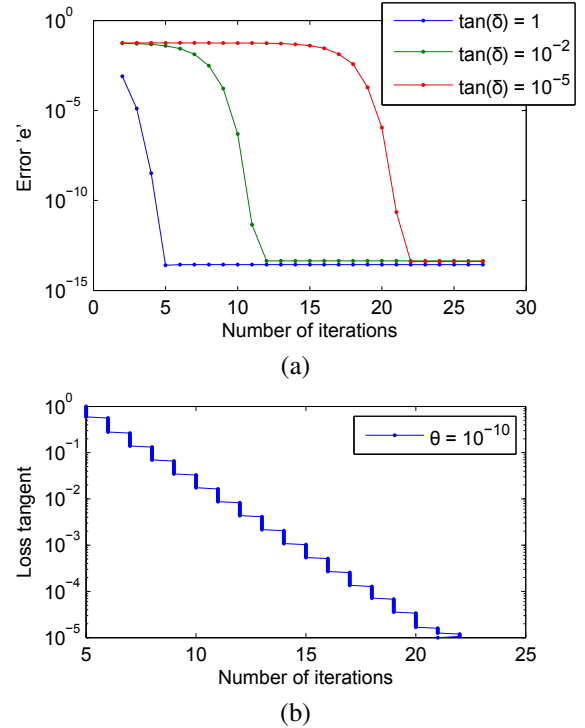 10^0
10^-5
10^-10
10^-15
Error 'e'
tan(δ) = 1
tan(δ) = 10^-2
tan(δ) = 10^-5
0 5 10 15 20 25 30
Number of iterations
(a)
10^0
10^-1
10^-2
10^-3
10^-4
10^-5
Loss tangent
θ = 10^-10
5 10 15 20 25
Number of iterations
(b)